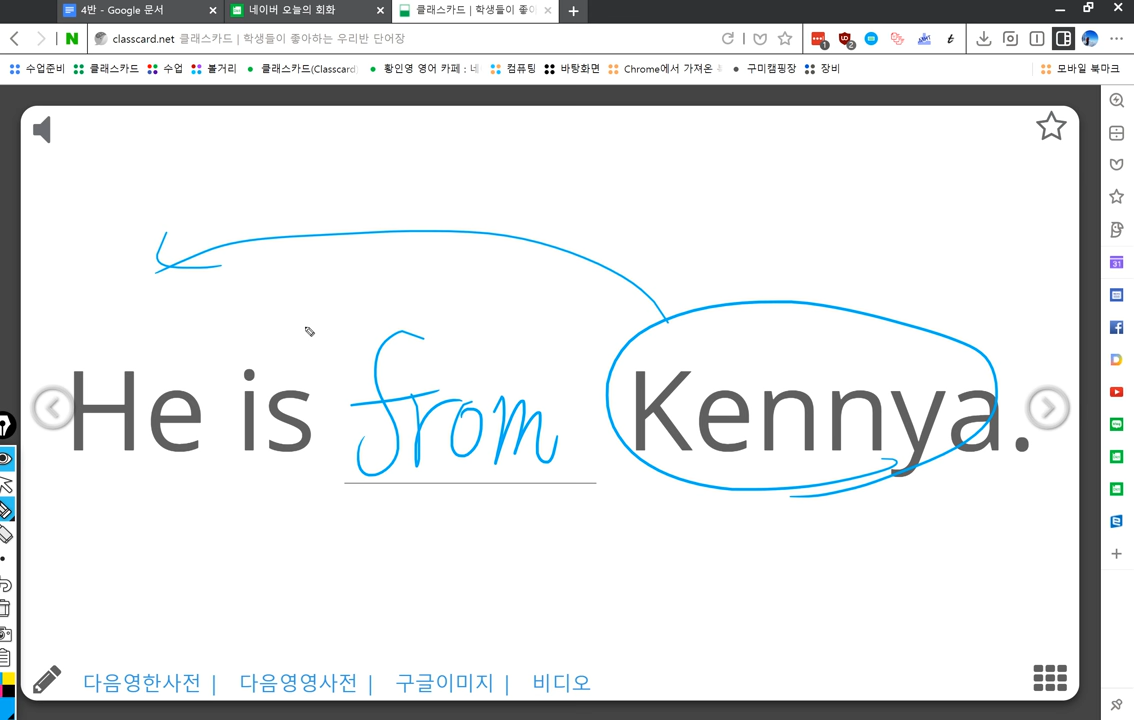 4반 - Google 문서
네이버 오늘의 회화
클래스카드 | 학생들이 좋아
classcard.net 클래스카드 | 학생들이 좋아하는 우리반 단어장
수업준비 클래스카드 수업 볼거리 클래스카드(Classcard) 황인영 영어 카페 ; 네 컴퓨팅 바탕화면 Chrome에서 가져온 구미캠핑장 장비 모바일 북마크
He is from Kennya.
다음영한사전 | 다음영영사전 | 구글이미지 | 비디오